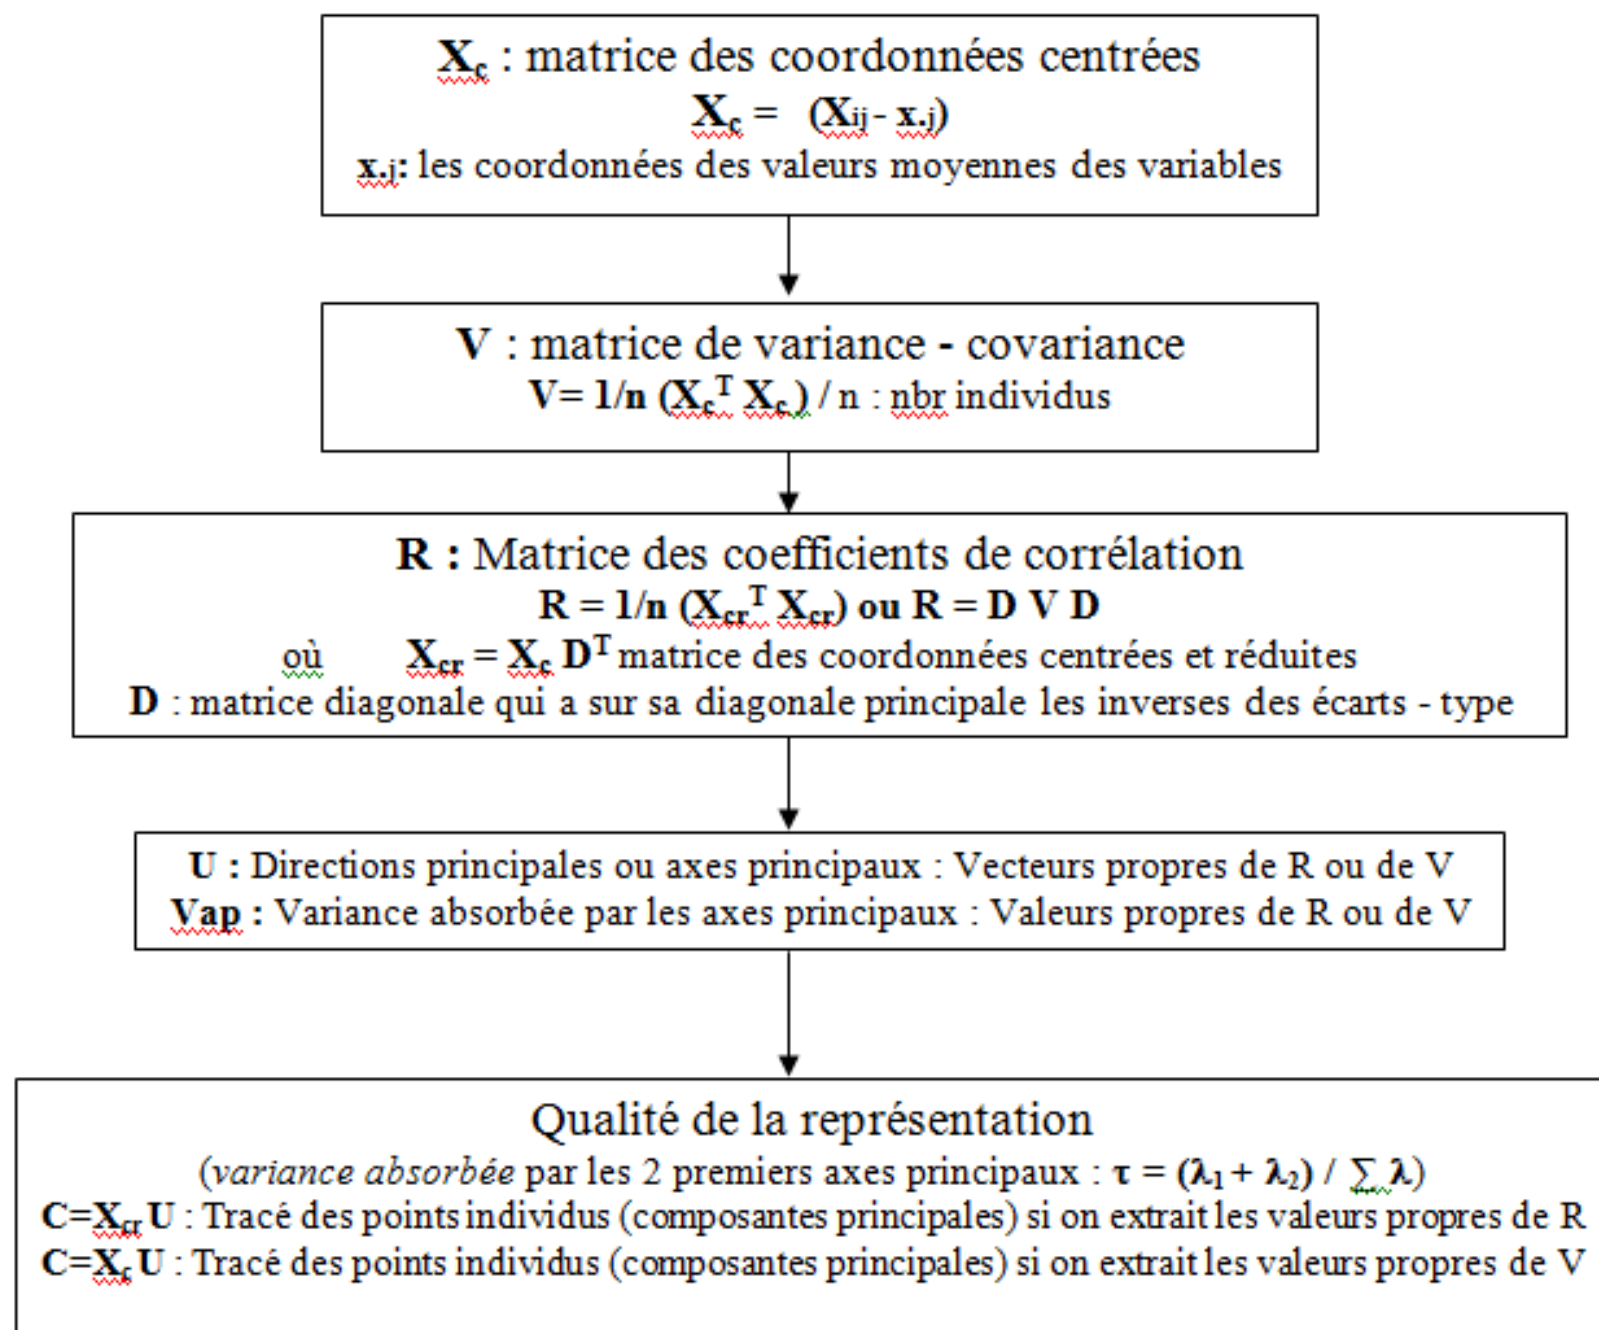 Xc : matrice des coordonnées centrées
Xc = (Xij - x.j)
x.j: les coordonnées des valeurs moyennes des variables
V : matrice de variance - covariance
V= 1/n (XcT Xc ) / n : nbr individus
R : Matrice des coefficients de corrélation
R = 1/n (XcrT Xcr) ou R = D V D
où Xcr = Xc DT matrice des coordonnées centrées et réduites
D : matrice diagonale qui a sur sa diagonale principale les inverses des écarts - type
U : Directions principales ou axes principaux : Vecteurs propres de R ou de V
Vap : Variance absorbée par les axes principaux : Valeurs propres de R ou de V
Qualité de la représentation
(variance absorbée par les 2 premiers axes principaux : τ = (λ1 + λ2) / ∑ λ)
C=Xcr U : Tracé des points individus (composantes principales) si on extrait les valeurs propres de R
C=Xc U : Tracé des points individus (composantes principales) si on extrait les valeurs propres de V